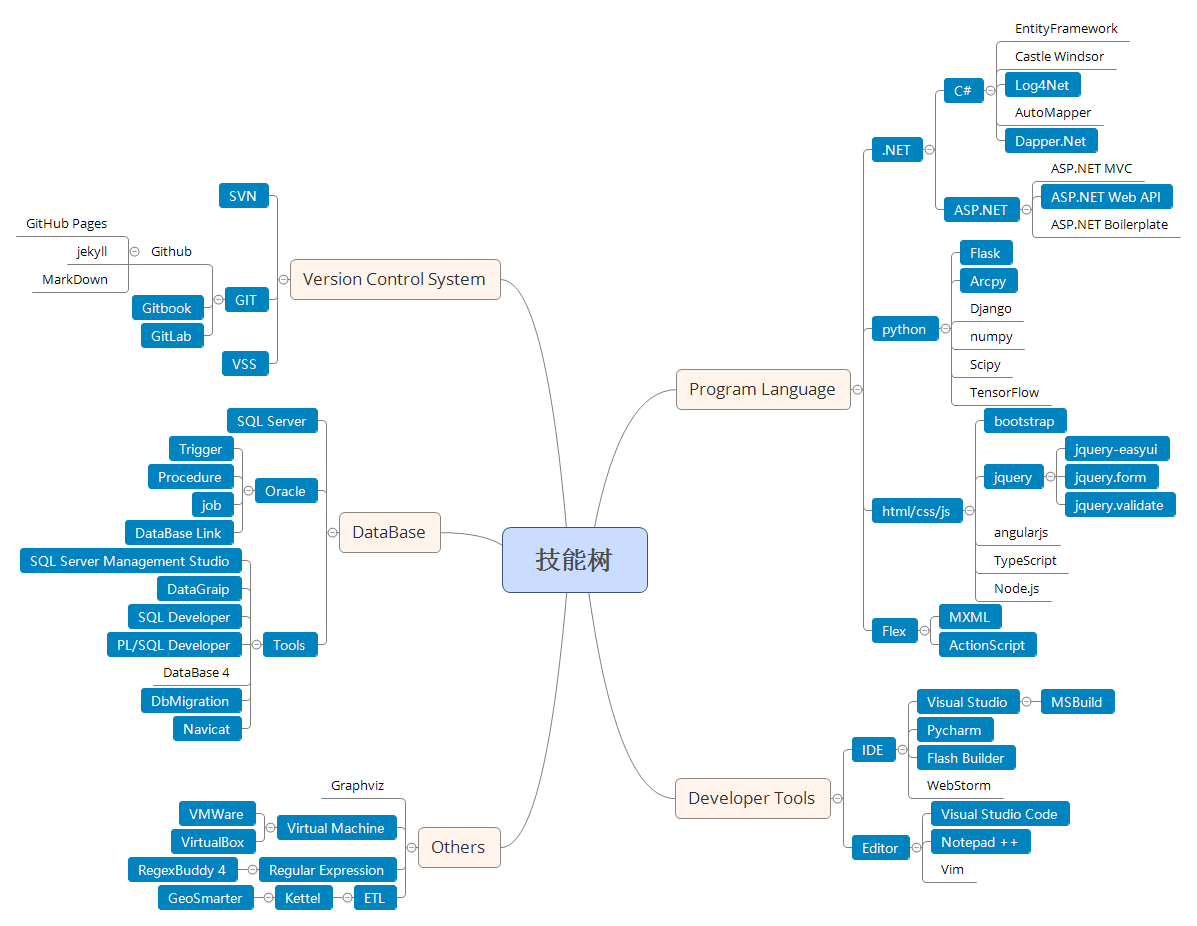 技能树
Version Control System
SVN
GIT
Github
GitHub Pages
jekyll
MarkDown
Gitbook
GitLab
VSS
DataBase
SQL Server
Oracle
Trigger
Procedure
job
DataBase Link
Tools
SQL Server Management Studio
DataGraip
SQL Developer
PL/SQL Developer
DataBase 4
DbMigration
Navicat
Others
Graphviz
Virtual Machine
VMWare
VirtualBox
Regular Expression
RegexBuddy 4
ETL
Kettel
GeoSmarter
Program Language
.NET
C#
EntityFramework
Castle Windsor
Log4Net
AutoMapper
Dapper.Net
ASP.NET
ASP.NET MVC
ASP.NET Web API
ASP.NET Boilerplate
python
Flask
Arcpy
Django
numpy
Scipy
TensorFlow
html/css/js
bootstrap
jquery
jquery-easyui
jquery.form
jquery.validate
angularjs
TypeScript
Node.js
Flex
MXML
ActionScript
Developer Tools
IDE
Visual Studio
MSBuild
Pycharm
Flash Builder
WebStorm
Editor
Visual Studio Code
Notepad ++
Vim